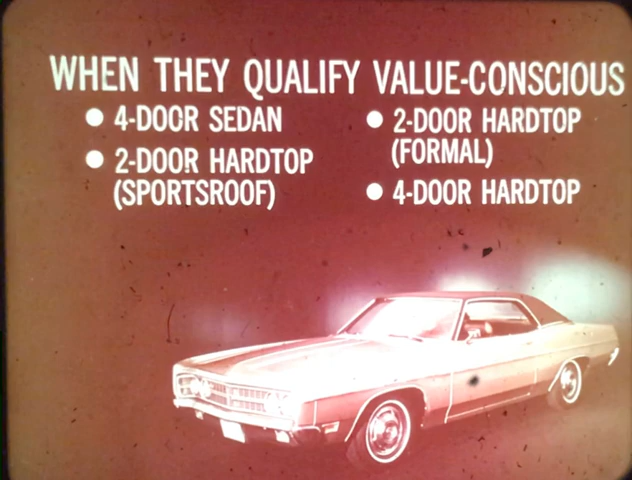 WHEN THEY QUALIFY VALUE-CONSCIOUS
● 4-DOOR SEDAN
● 2-DOOR HARDTOP
(SPORTSROOF)
● 2-DOOR HARDTOP
(FORMAL)
● 4-DOOR HARDTOP